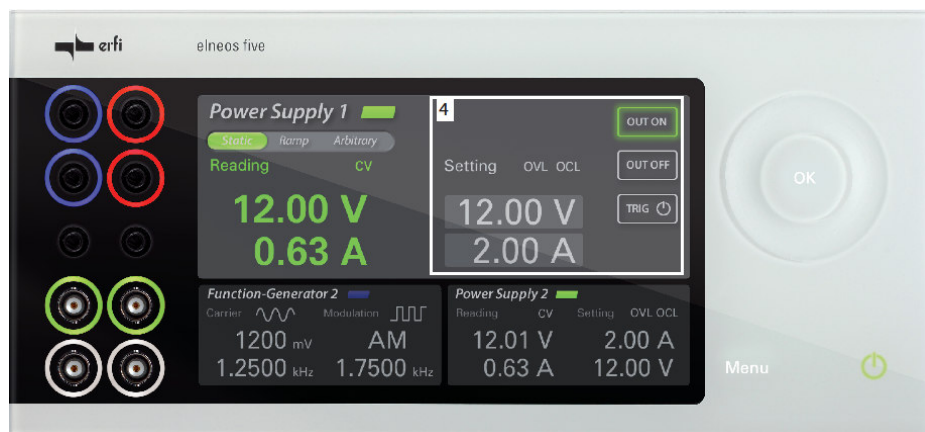 erfi
elneos five
Power Supply 1
Static Ramp Arbitrary
Reading CV
12.00 V
0.63 A
4
OUT ON
Setting OVL OCL
OUT OFF
12.00 V
TRIG
2.00 A
OK
Function-Generator 2
Carrier Modulation
1200 mV AM
1.2500 kHz 1.7500 kHz
Power Supply 2
Reading CV Setting OVL OCL
12.01 V 2.00 A
0.63 A 12.00 V
Menu